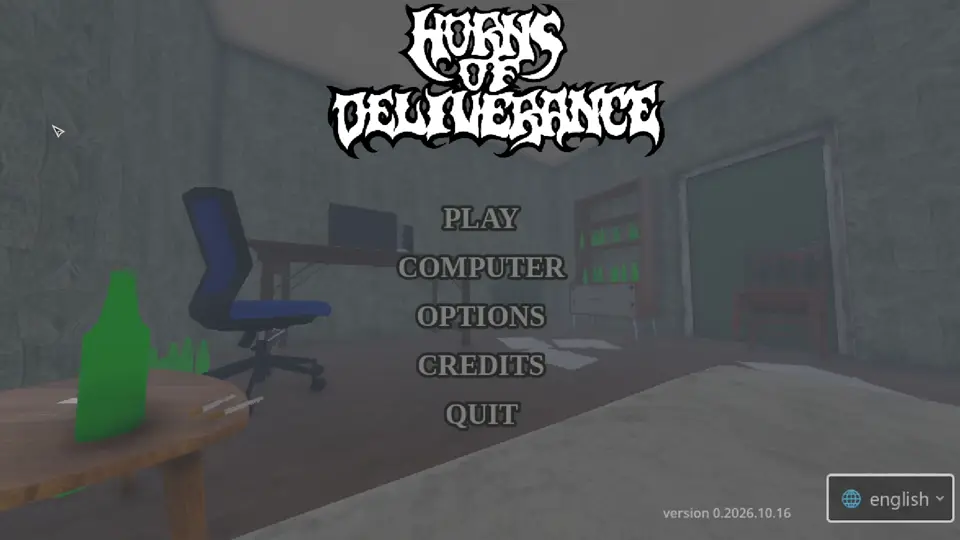 HORNS
OF
DELIVERANCE
PLAY
COMPUTER
OPTIONS
CREDITS
QUIT
version 0.2026.10.16
english